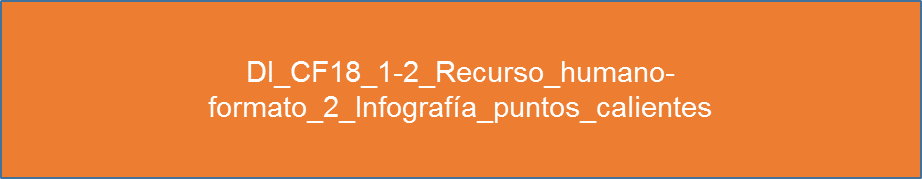 DI_CF18_1-2_Recurso_humano-
formato_2_Infografía_puntos_calientes